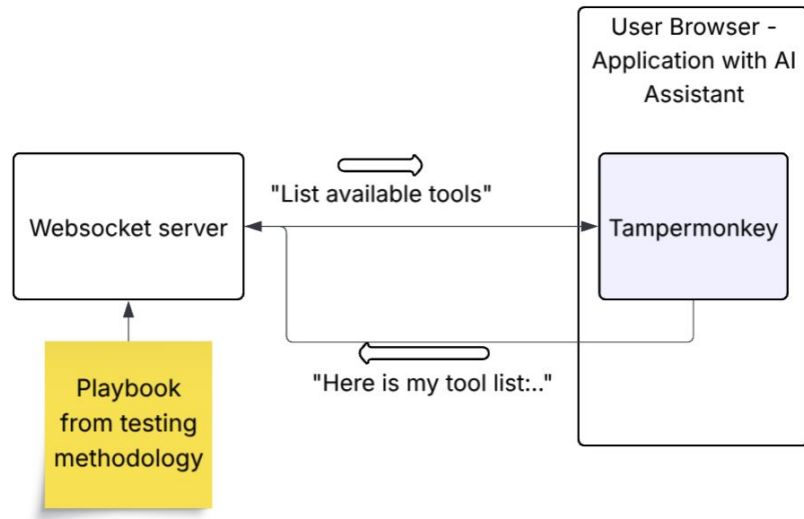 User Browser -
Application with AI
Assistant
"List available tools"
Websocket server
Tampermonkey
"Here is my tool list:.."
Playbook
from testing
methodology